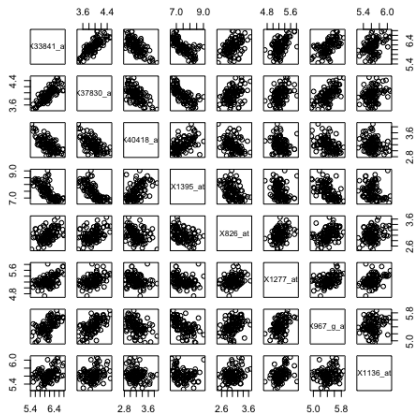 3.6 4.4 7.0 9.0 4.8 5.6 5.4 6.0
X33841_a 5.4 6.4
3.6 4.4 X37830_a
X40418_a 2.8 3.6
7.0 9.0 X1395_at
X826_at 2.6 3.6
4.8 5.6 X1277_at
X967_g_a 5.0 5.8
5.4 6.0 X1136_at
5.4 6.4 2.8 3.6 2.6 3.6 5.0 5.8